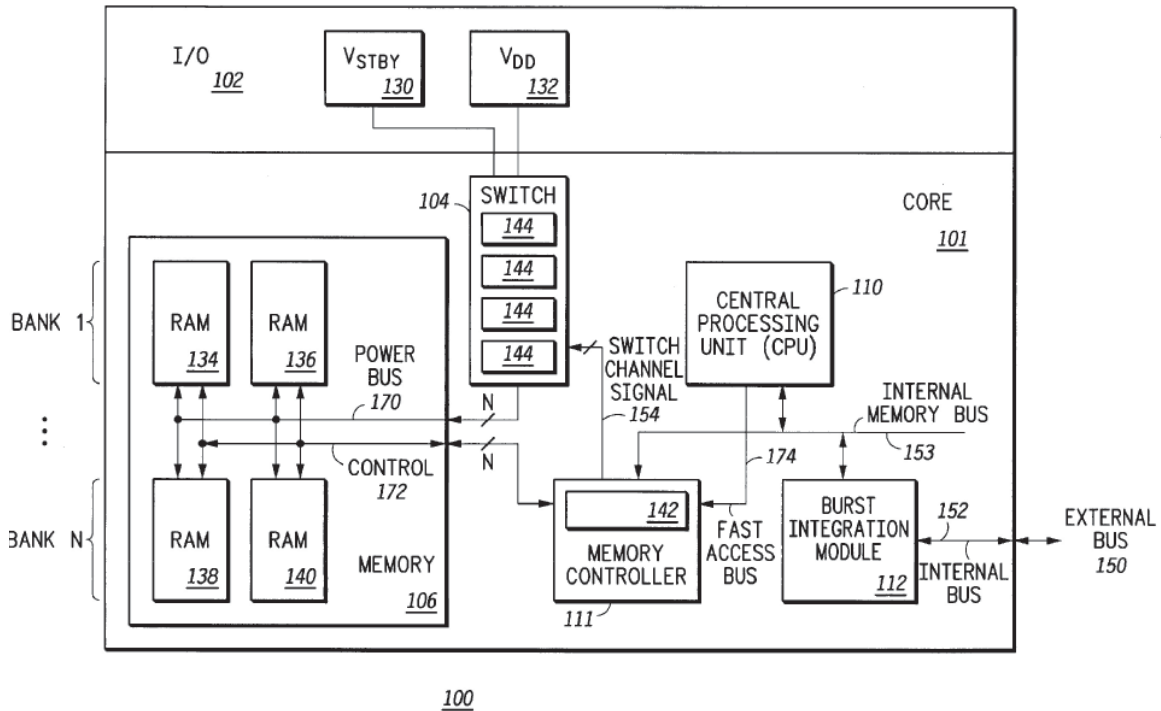 I/O
102
VSTBY
130
VDD
132
104
SWITCH
144
144
144
144
CORE
101
BANK 1
RAM
134
RAM
136
POWER
BUS
170
N
N
SWITCH
CHANNEL
SIGNAL
154
CENTRAL
PROCESSING
UNIT (CPU)
110
INTERNAL
MEMORY BUS
153
174
CONTROL
172
BANK N
RAM
138
RAM
140
MEMORY
106
142
MEMORY
CONTROLLER
111
FAST
ACCESS
BUS
BURST
INTEGRATION
MODULE
112
152
INTERNAL
BUS
EXTERNAL
BUS
150
100